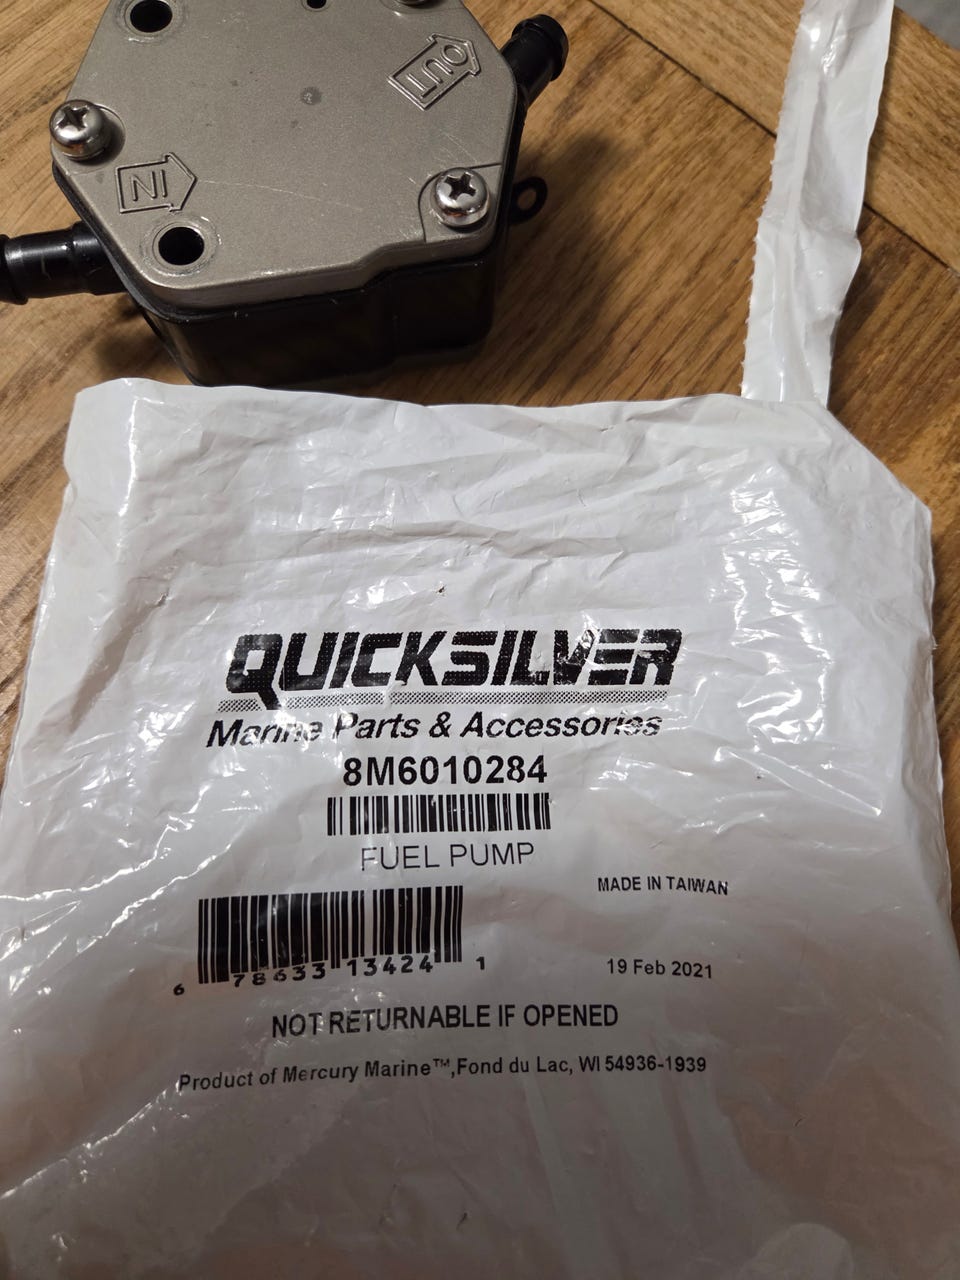 OUT
IN
QUICKSILVER
Marine Parts & Accessories
8M6010284
FUEL PUMP
MADE IN TAIWAN
6 78633 13424 1
19 Feb 2021
NOT RETURNABLE IF OPENED
Product of Mercury Marine™,Fond du Lac, WI 54936-1939